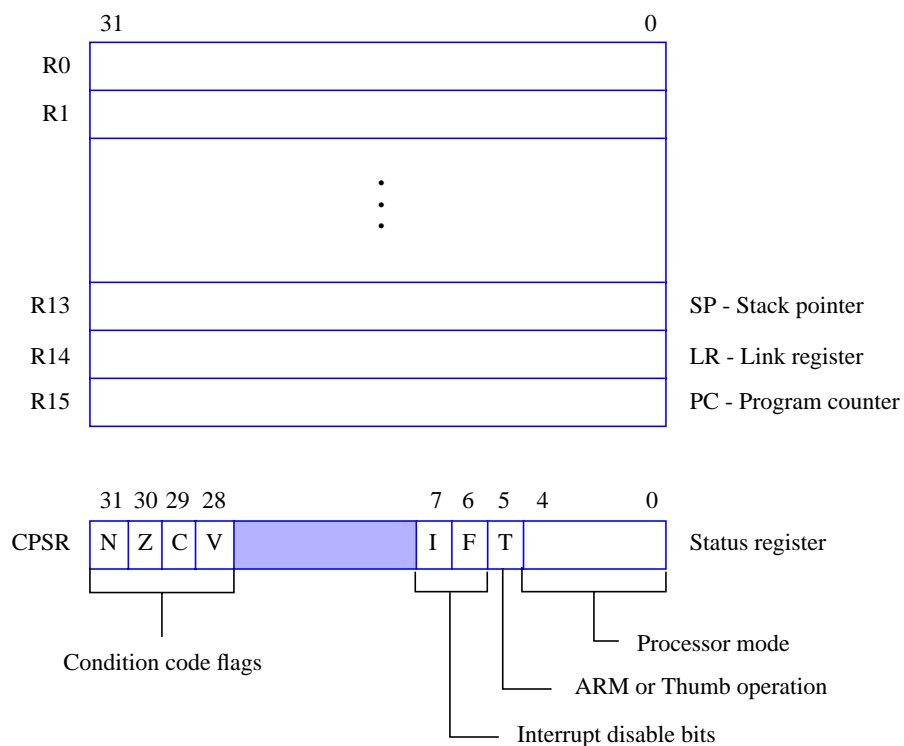 31 0
R0
R1
R13 SP - Stack pointer
R14 LR - Link register
R15 PC - Program counter
31 30 29 28 7 6 5 4 0
CPSR N Z C V I F T Status register
Processor mode
Condition code flags
ARM or Thumb operation
Interrupt disable bits